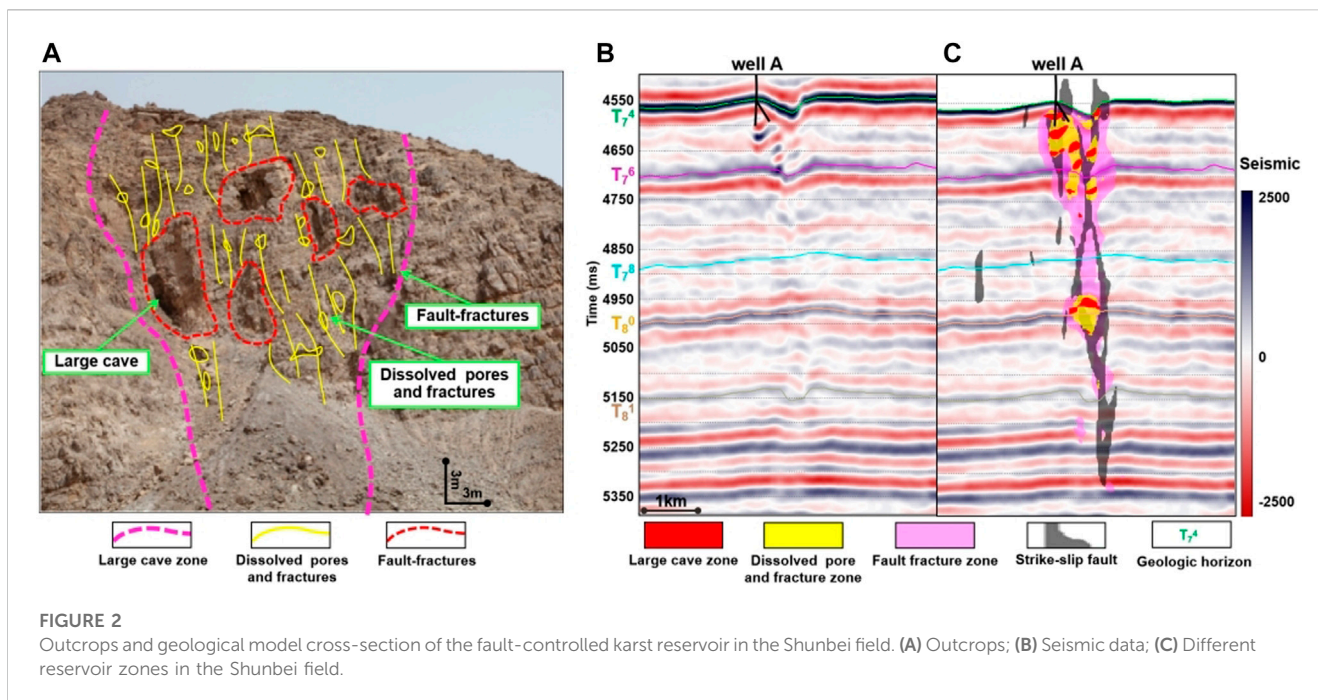 A
Large cave
Fault-fractures
Dissolved pores
and fractures
3m
3m
Large cave zone
Dissolved pores
and fractures
Fault-fractures
B
C
well A
well A
4550
T₇⁴
4650
T₇⁶
4750
4850
T₇⁸
Time (ms)
4950
T₈⁰
5050
5150
T₈¹
5250
5350
1km
Seismic
2500
0
-2500
Large cave zone
Dissolved pore
and fracture zone
Fault fracture zone
Strike-slip fault
T₇⁴
Geologic horizon
FIGURE 2
Outcrops and geological model cross-section of the fault-controlled karst reservoir in the Shunbei field. (A) Outcrops; (B) Seismic data; (C) Different
reservoir zones in the Shunbei field.